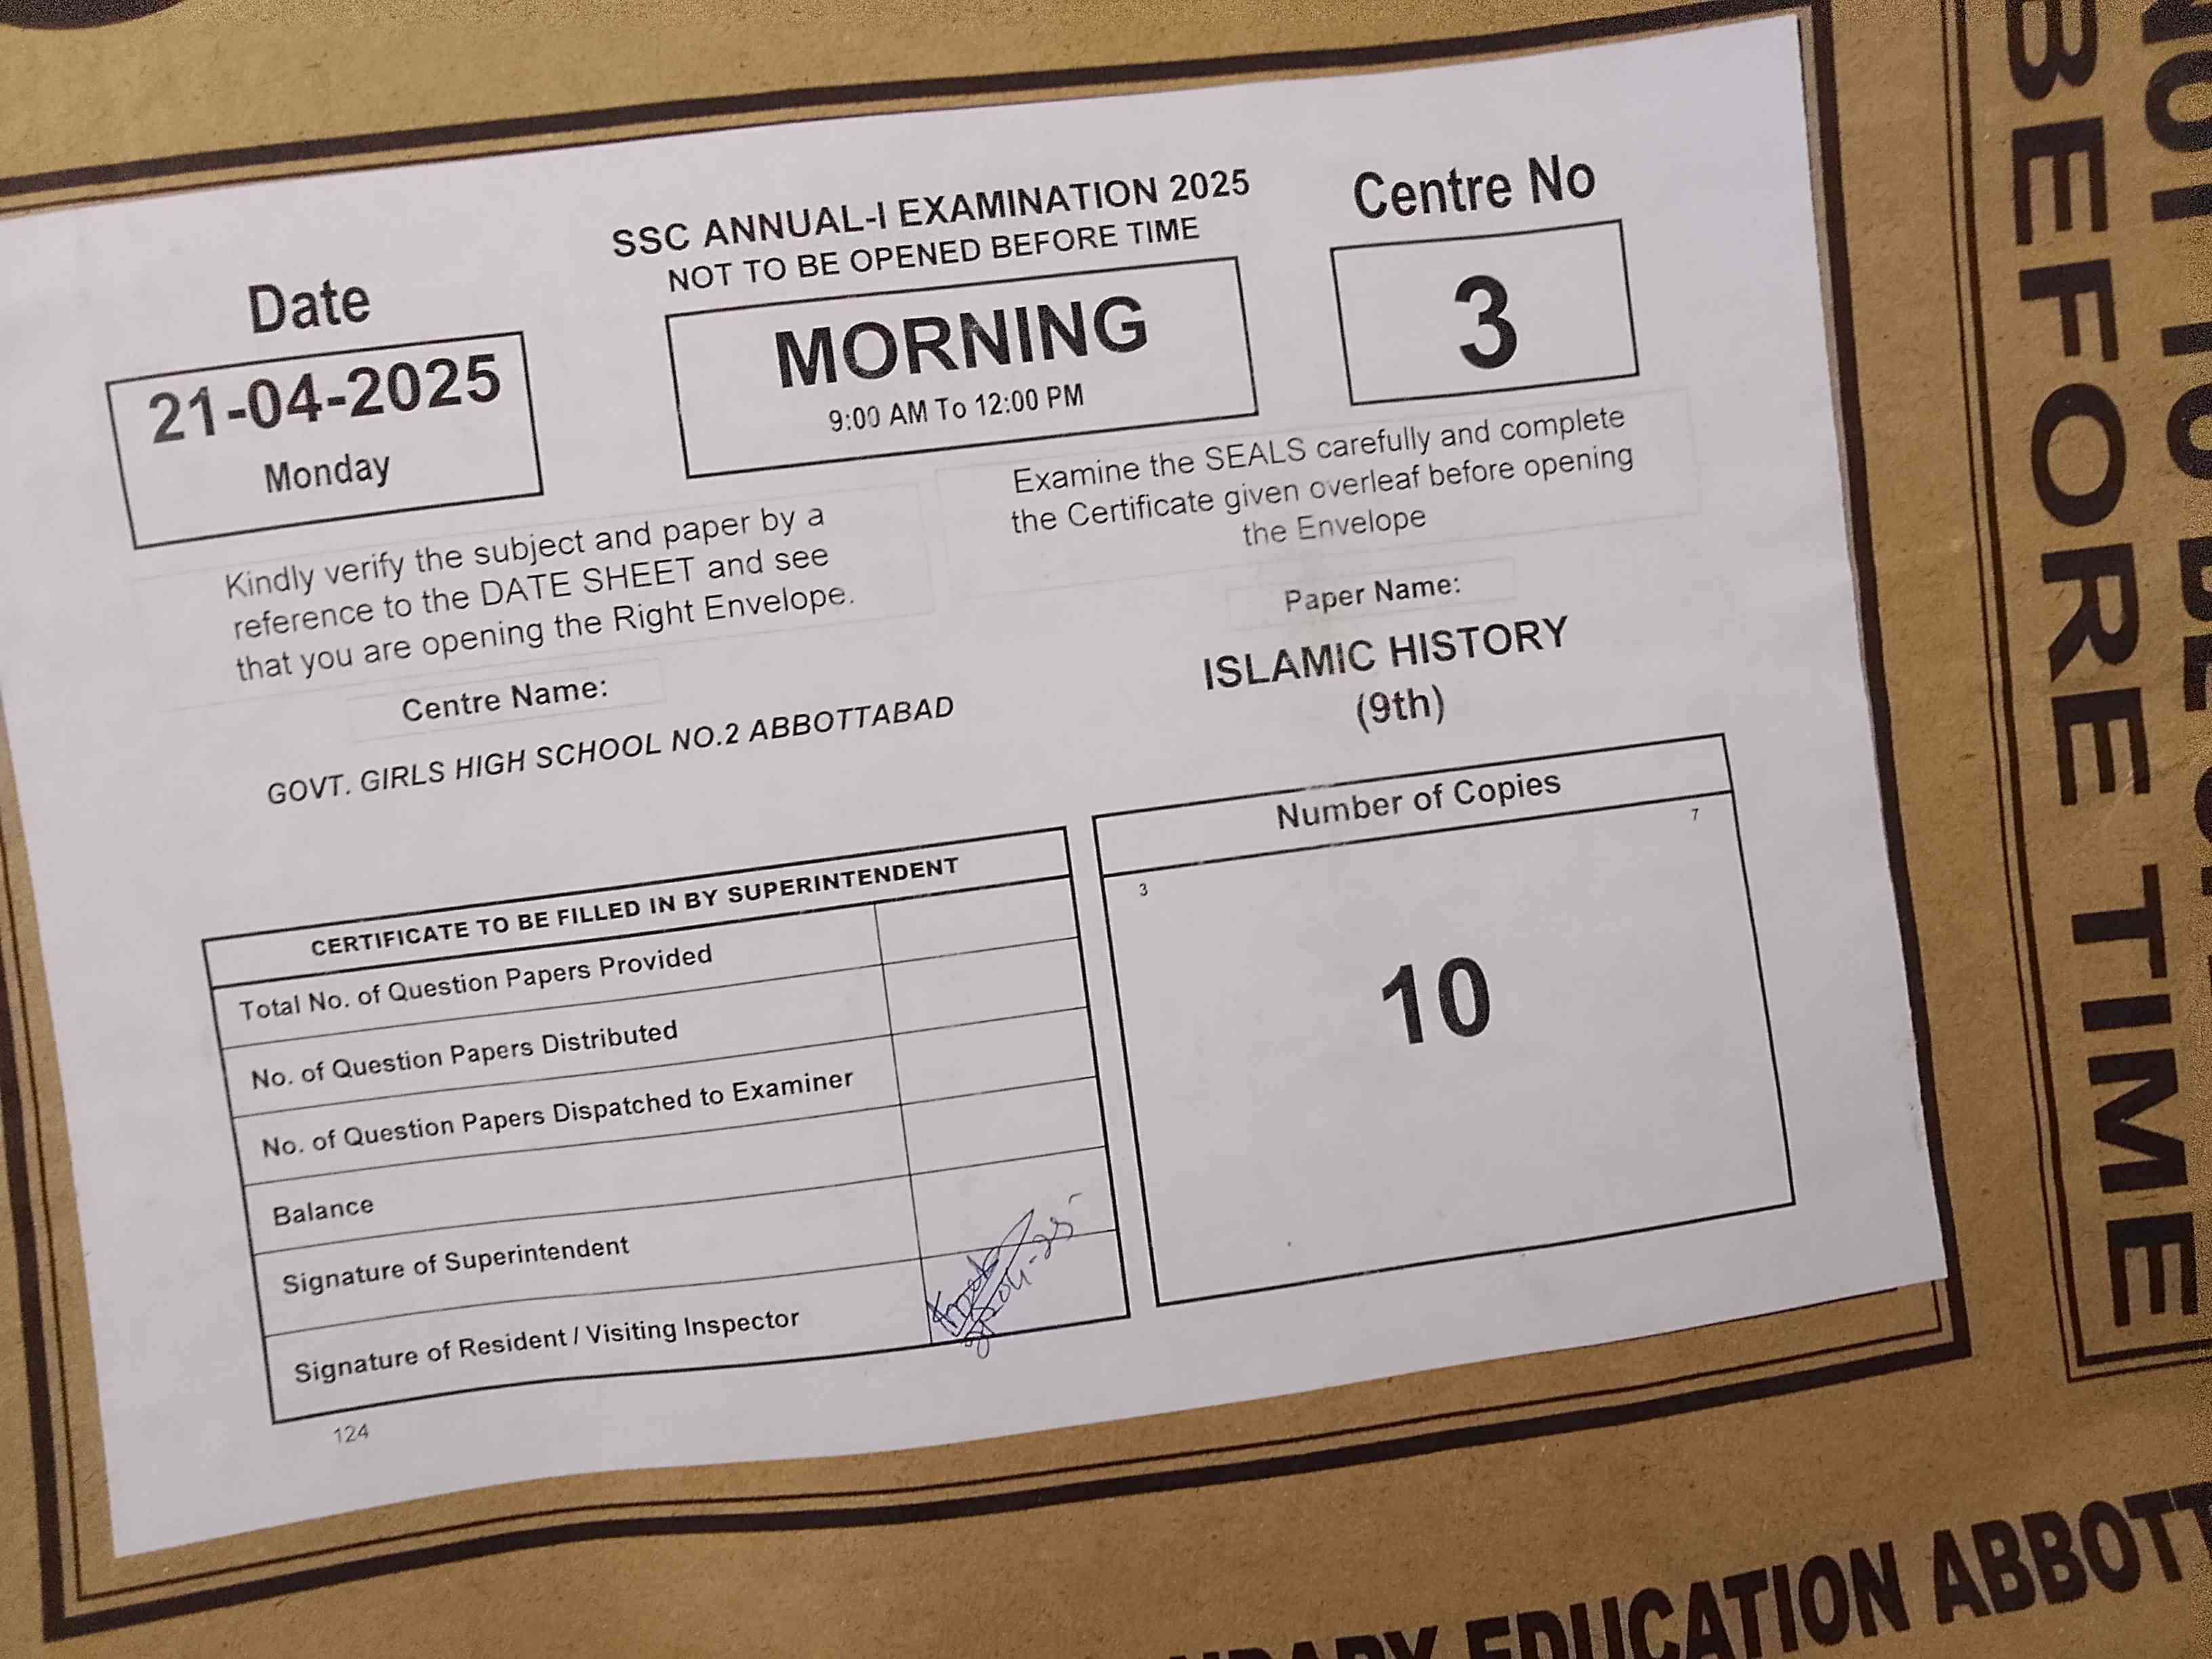 SSC ANNUAL-I EXAMINATION 2025
NOT TO BE OPENED BEFORE TIME
Centre No
3
Date
21-04-2025
Monday
MORNING
9:00 AM To 12:00 PM
Kindly verify the subject and paper by a
reference to the DATE SHEET and see
that you are opening the Right Envelope.
Examine the SEALS carefully and complete
the Certificate given overleaf before opening
the Envelope
Centre Name:
GOVT. GIRLS HIGH SCHOOL NO.2 ABBOTTABAD
Paper Name:
ISLAMIC HISTORY
(9th)
CERTIFICATE TO BE FILLED IN BY SUPERINTENDENT
Total No. of Question Papers Provided
No. of Question Papers Distributed
No. of Question Papers Dispatched to Examiner
Balance
Signature of Superintendent
Signature of Resident / Visiting Inspector
124
Number of Copies
7
3
10
NOT TO BE
BEFORE TIME
EDUCATION ABBOTT